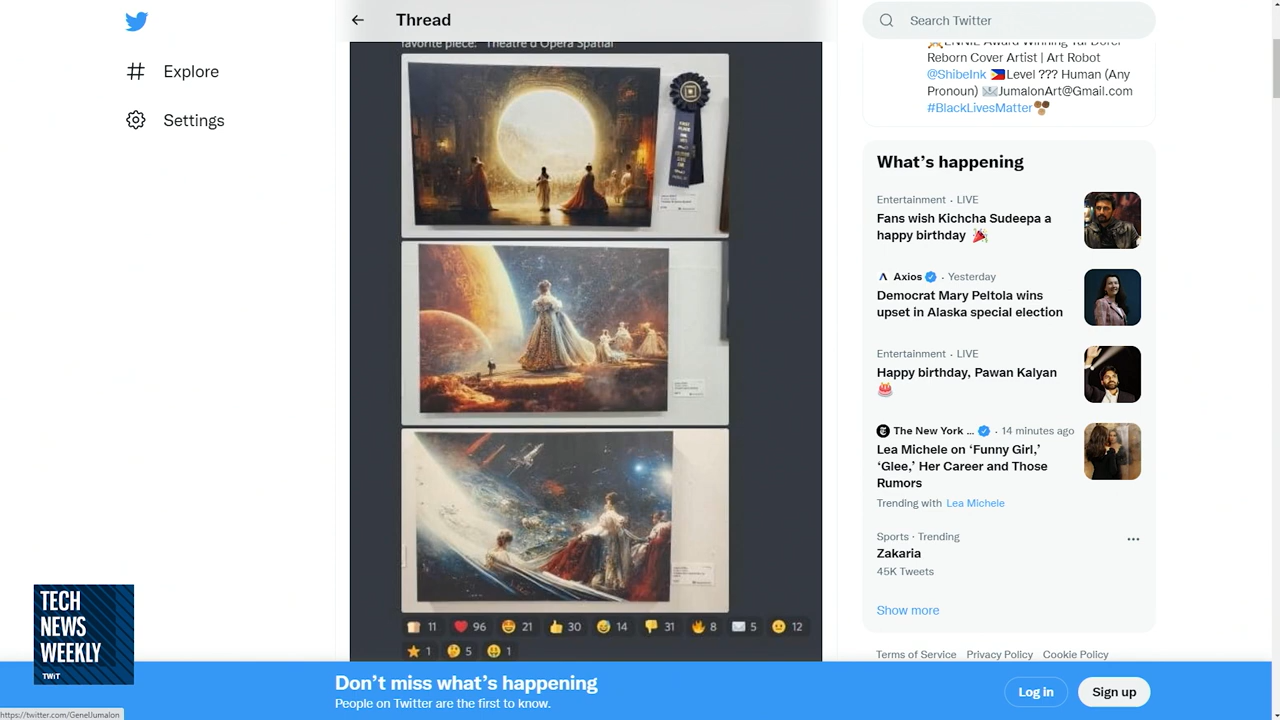 Explore
Settings
Thread
favorite piece: "Théâtre d'Opéra Spatial"
11 96 21 30 14 31 8 5 12
1 5 1
Search Twitter
Reborn Cover Artist | Art Robot
@ShibeInk 🇵🇭Level ??? Human (Any
Pronoun) ✉️JumalonArt@Gmail.com
#BlackLivesMatter
What's happening
Entertainment · LIVE
Fans wish Kichcha Sudeepa a
happy birthday 🎉
Axios · Yesterday
Democrat Mary Peltola wins
upset in Alaska special election
Entertainment · LIVE
Happy birthday, Pawan Kalyan
🎂
The New York ... · 14 minutes ago
Lea Michele on ‘Funny Girl,’
‘Glee,’ Her Career and Those
Rumors
Trending with Lea Michele
Sports · Trending
Zakaria
45K Tweets
Show more
Terms of Service Privacy Policy Cookie Policy
TECH
NEWS
WEEKLY
TWiT
Don’t miss what’s happening
People on Twitter are the first to know.
Log in
Sign up
https://twitter.com/GenelJumalon